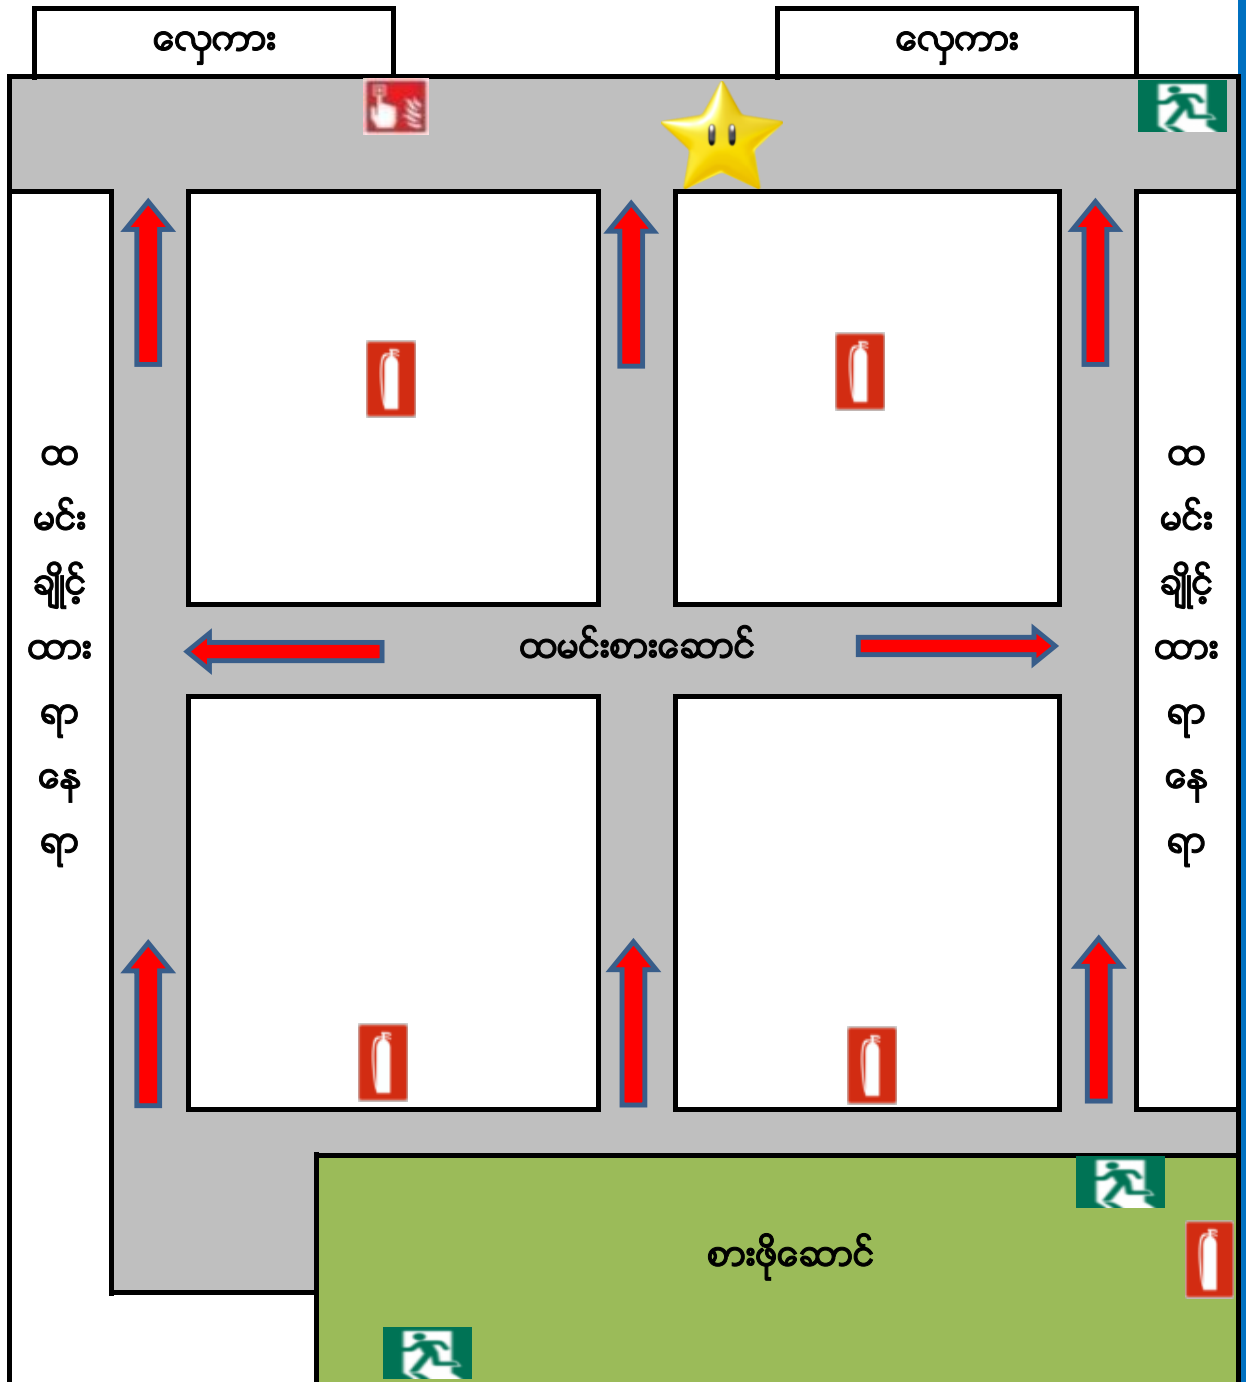 လှေကား
လှေကား
ထ
မင်း
ချိုင့်
ထား
ရာ
နေ
ရာ
ထမင်းစားဆောင်
ထ
မင်း
ချိုင့်
ထား
ရာ
နေ
ရာ
စားဖိုဆောင်